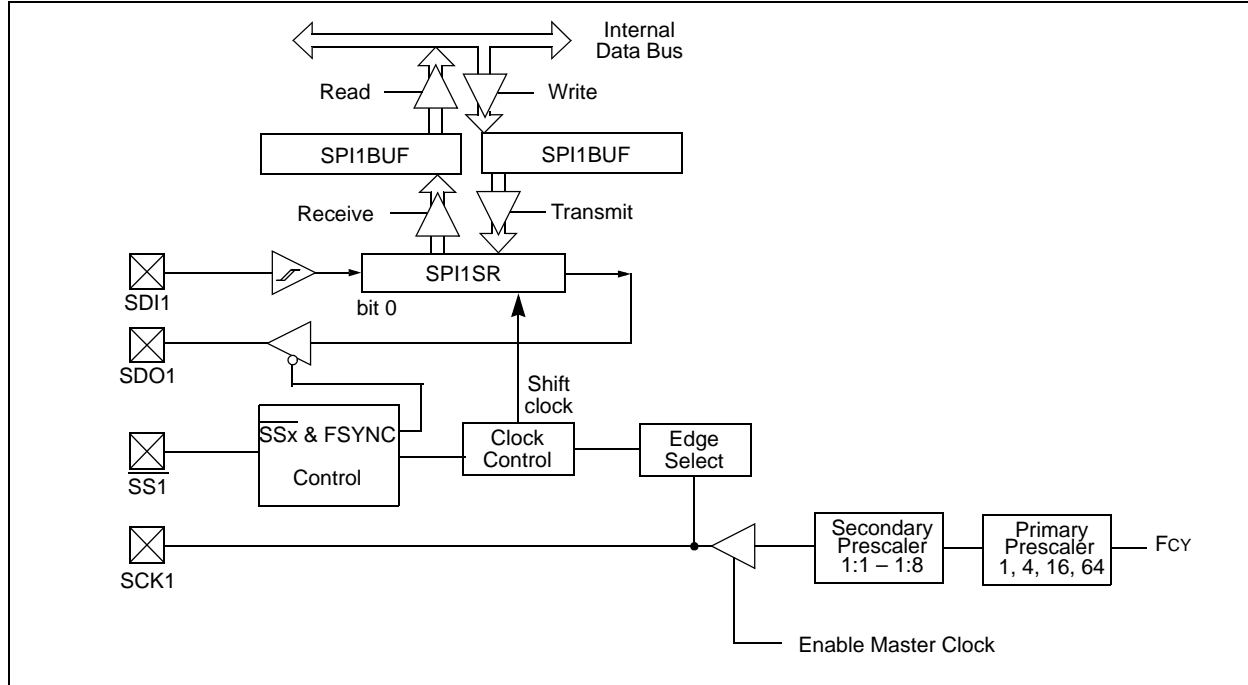 Internal
Data Bus
Read
Write
SPI1BUF
SPI1BUF
Receive
Transmit
SDI1
SPI1SR
bit 0
SDO1
Shift
clock
SSx & FSYNC
Control
Clock
Control
Edge
Select
SS1
SCK1
Secondary
Prescaler
1:1 – 1:8
Primary
Prescaler
1, 4, 16, 64
FCY
Enable Master Clock